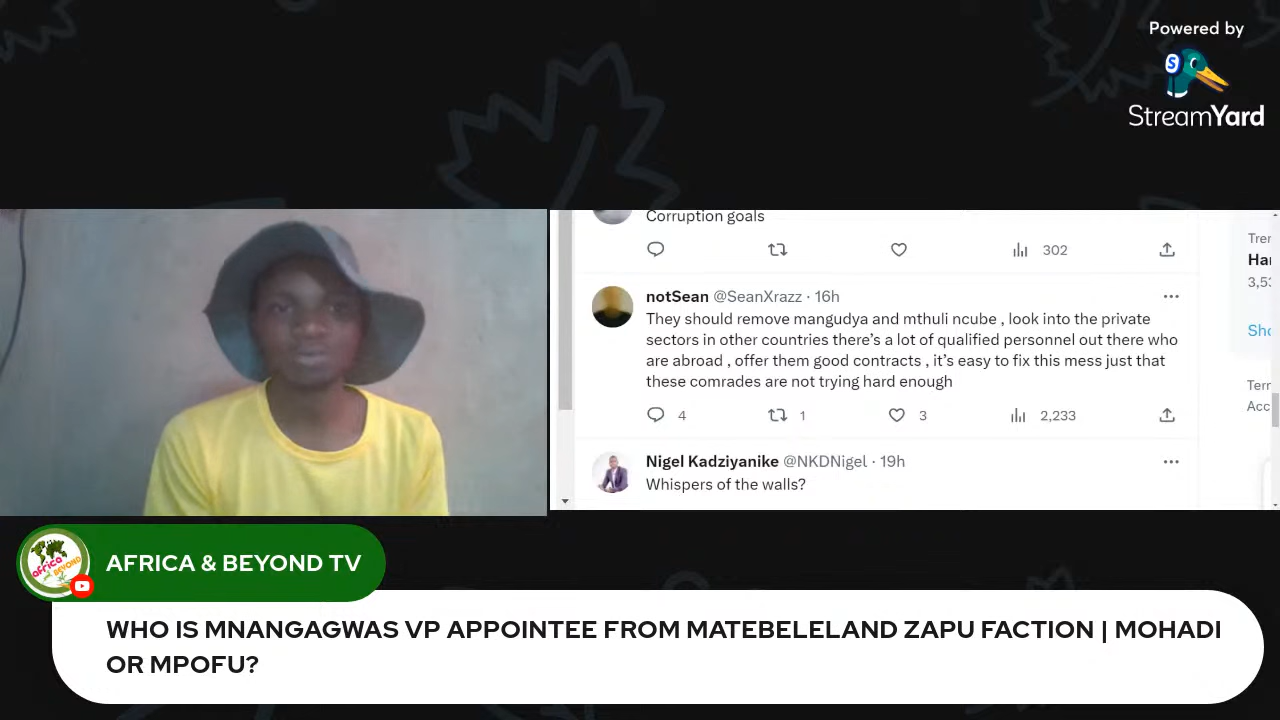 Powered by
StreamYard
Corruption goals
302
notSean @SeanXrazz · 16h
They should remove mangudya and mthuli ncube , look into the private
sectors in other countries there's a lot of qualified personnel out there who
are abroad , offer them good contracts , it's easy to fix this mess just that
these comrades are not trying hard enough
4 1 3 2,233
Nigel Kadziyanike @NKDNigel · 19h
Whispers of the walls?
AFRICA & BEYOND TV
WHO IS MNANGAGWAS VP APPOINTEE FROM MATEBELELAND ZAPU FACTION | MOHADI
OR MPOFU?